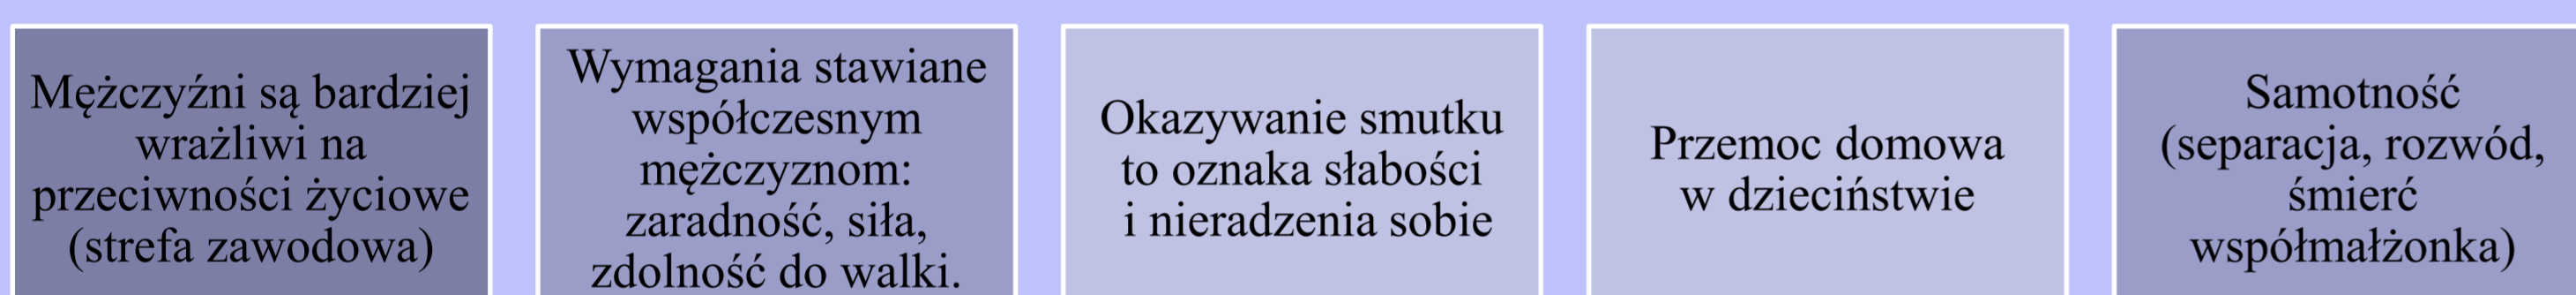 Mężczyźni są bardziej
wrażliwi na
przeciwności życiowe
(strefa zawodowa)
Wymagania stawiane
współczesnym
mężczyznom:
zaradność, siła,
zdolność do walki.
Okazywanie smutku
to oznaka słabości
i nieradzenia sobie
Przemoc domowa
w dzieciństwie
Samotność
(separacja, rozwód,
śmierć
współmałżonka)